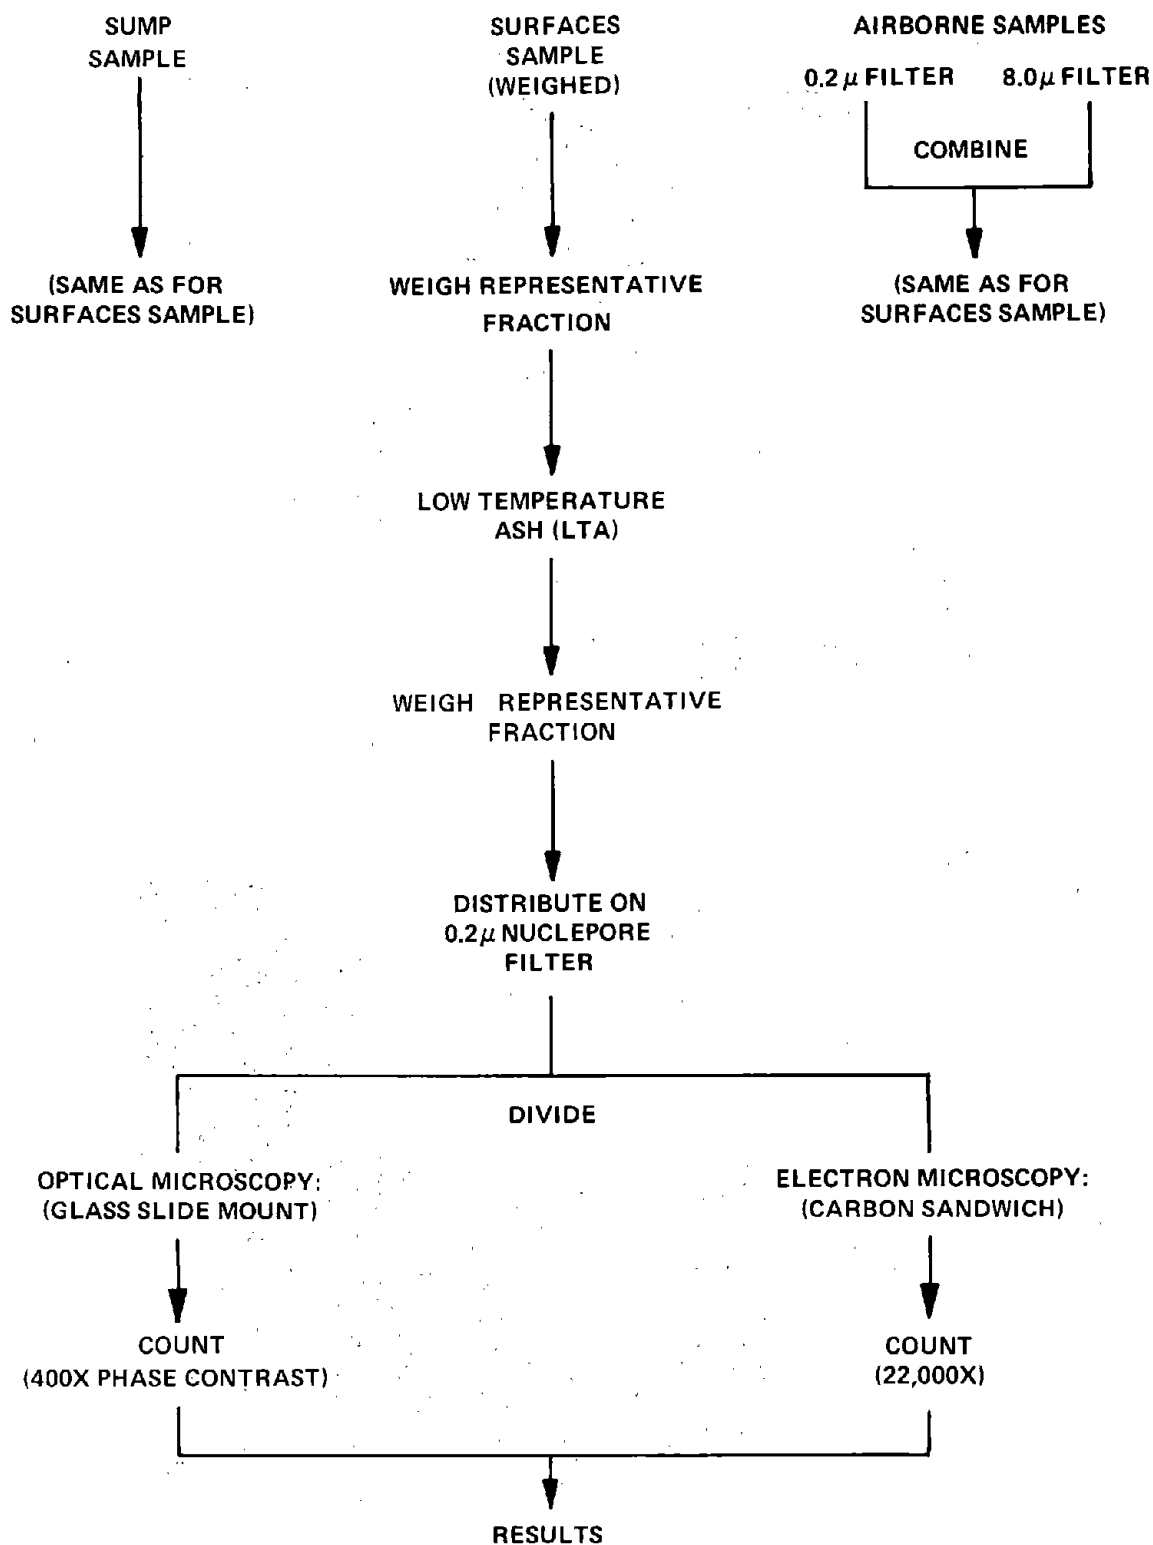 SUMP
SAMPLE
SURFACES
SAMPLE
(WEIGHED)
AIRBORNE SAMPLES
0.2 μ FILTER
8.0μ FILTER
COMBINE
(SAME AS FOR
SURFACES SAMPLE)
WEIGH REPRESENTATIVE
FRACTION
(SAME AS FOR
SURFACES SAMPLE)
LOW TEMPERATURE
ASH (LTA)
WEIGH REPRESENTATIVE
FRACTION
DISTRIBUTE ON
0.2μ NUCLEPORE
FILTER
DIVIDE
OPTICAL MICROSCOPY:
(GLASS SLIDE MOUNT)
ELECTRON MICROSCOPY:
(CARBON SANDWICH)
COUNT
(400X PHASE CONTRAST)
COUNT
(22,000X)
RESULTS